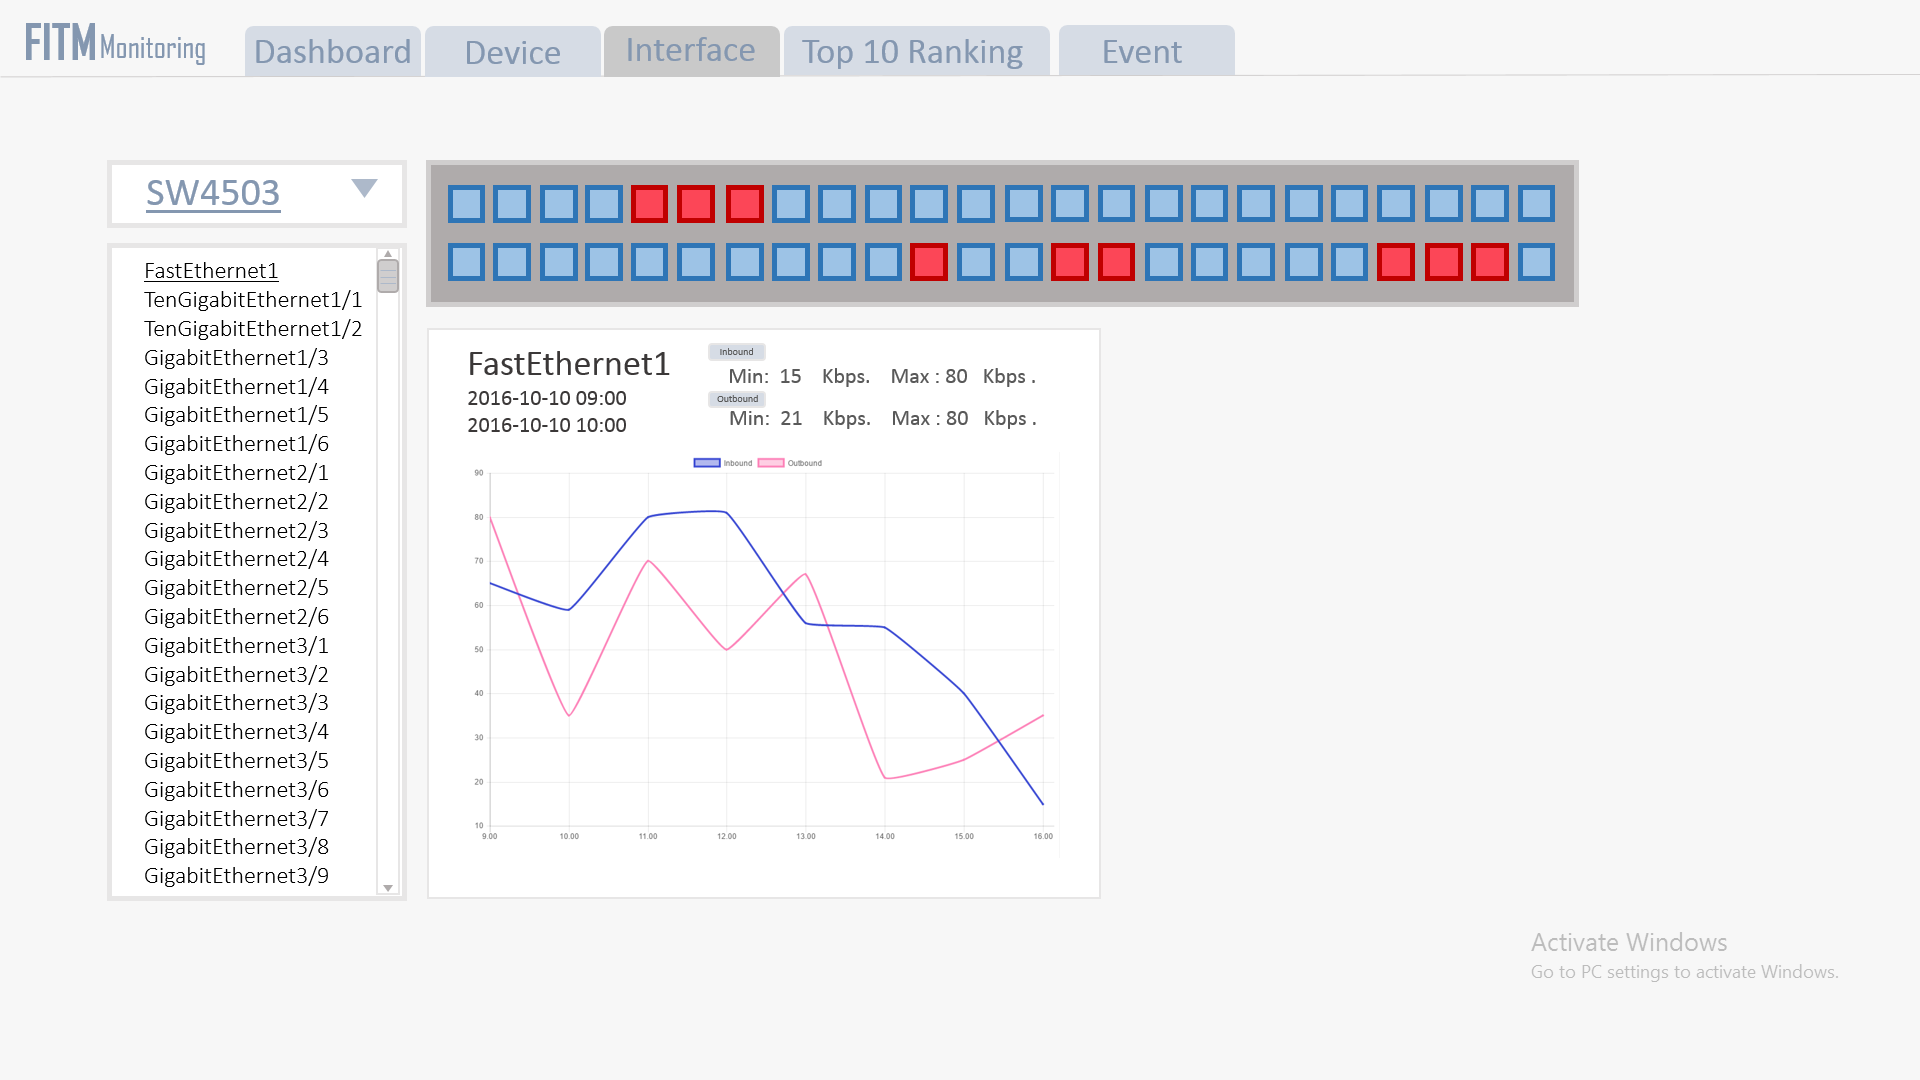 FITM Monitoring
Dashboard Device Interface Top 10 Ranking Event
SW4503
FastEthernet1
TenGigabitEthernet1/1
TenGigabitEthernet1/2
GigabitEthernet1/3
GigabitEthernet1/4
GigabitEthernet1/5
GigabitEthernet1/6
GigabitEthernet2/1
GigabitEthernet2/2
GigabitEthernet2/3
GigabitEthernet2/4
GigabitEthernet2/5
GigabitEthernet2/6
GigabitEthernet3/1
GigabitEthernet3/2
GigabitEthernet3/3
GigabitEthernet3/4
GigabitEthernet3/5
GigabitEthernet3/6
GigabitEthernet3/7
GigabitEthernet3/8
GigabitEthernet3/9
FastEthernet1
2016-10-10 09:00
2016-10-10 10:00
Inbound
Min: 15 Kbps. Max : 80 Kbps .
Outbound
Min: 21 Kbps. Max : 80 Kbps .
Inbound Outbound
90
80
70
60
50
40
30
20
10
9.00 10.00 11.00 12.00 13.00 14.00 15.00 16.00
Activate Windows
Go to PC settings to activate Windows.